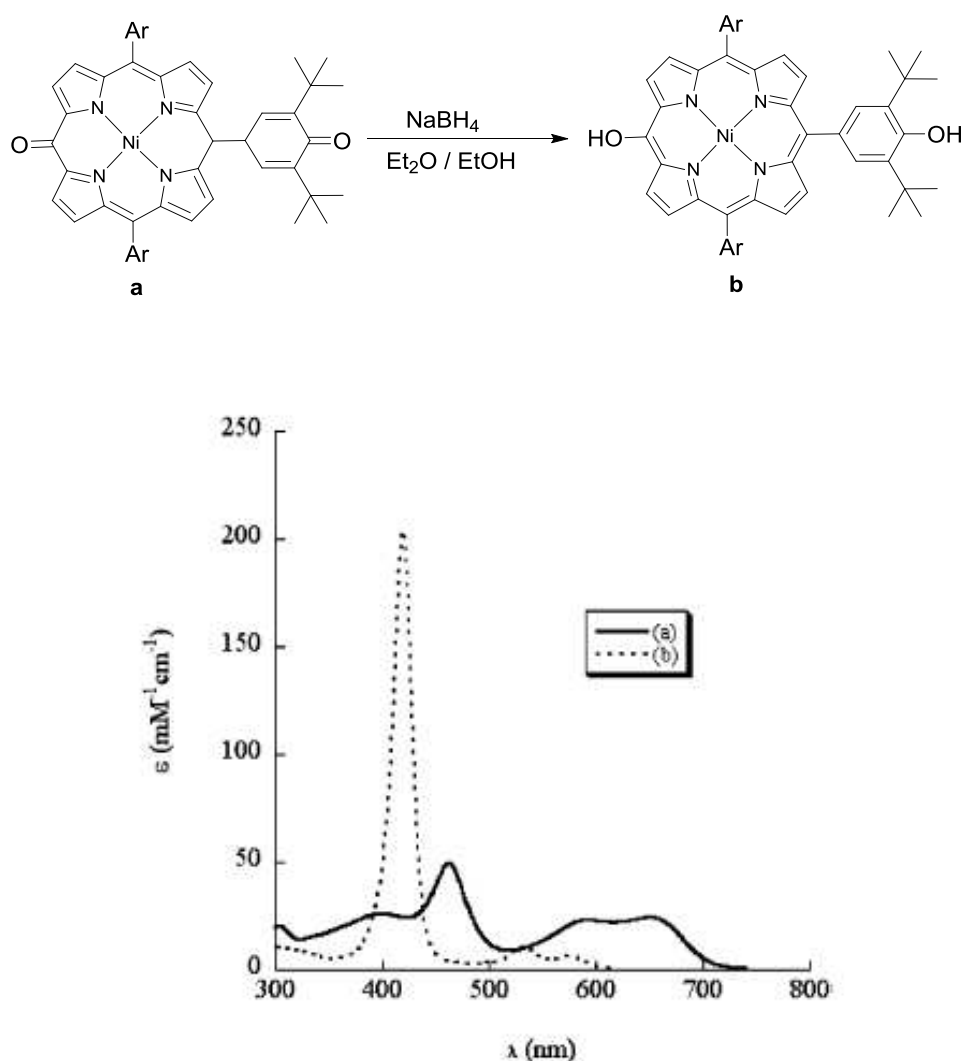 Ar
Ar
N
N
Ni
N
N
O
O
Ar
a
NaBH4
Et2O / EtOH
HO
N
N
Ni
N
N
OH
Ar
b
250
200
150
100
50
0
300
400
500
600
700
800
ε (mM-1cm-1)
λ (nm)
(a)
(b)